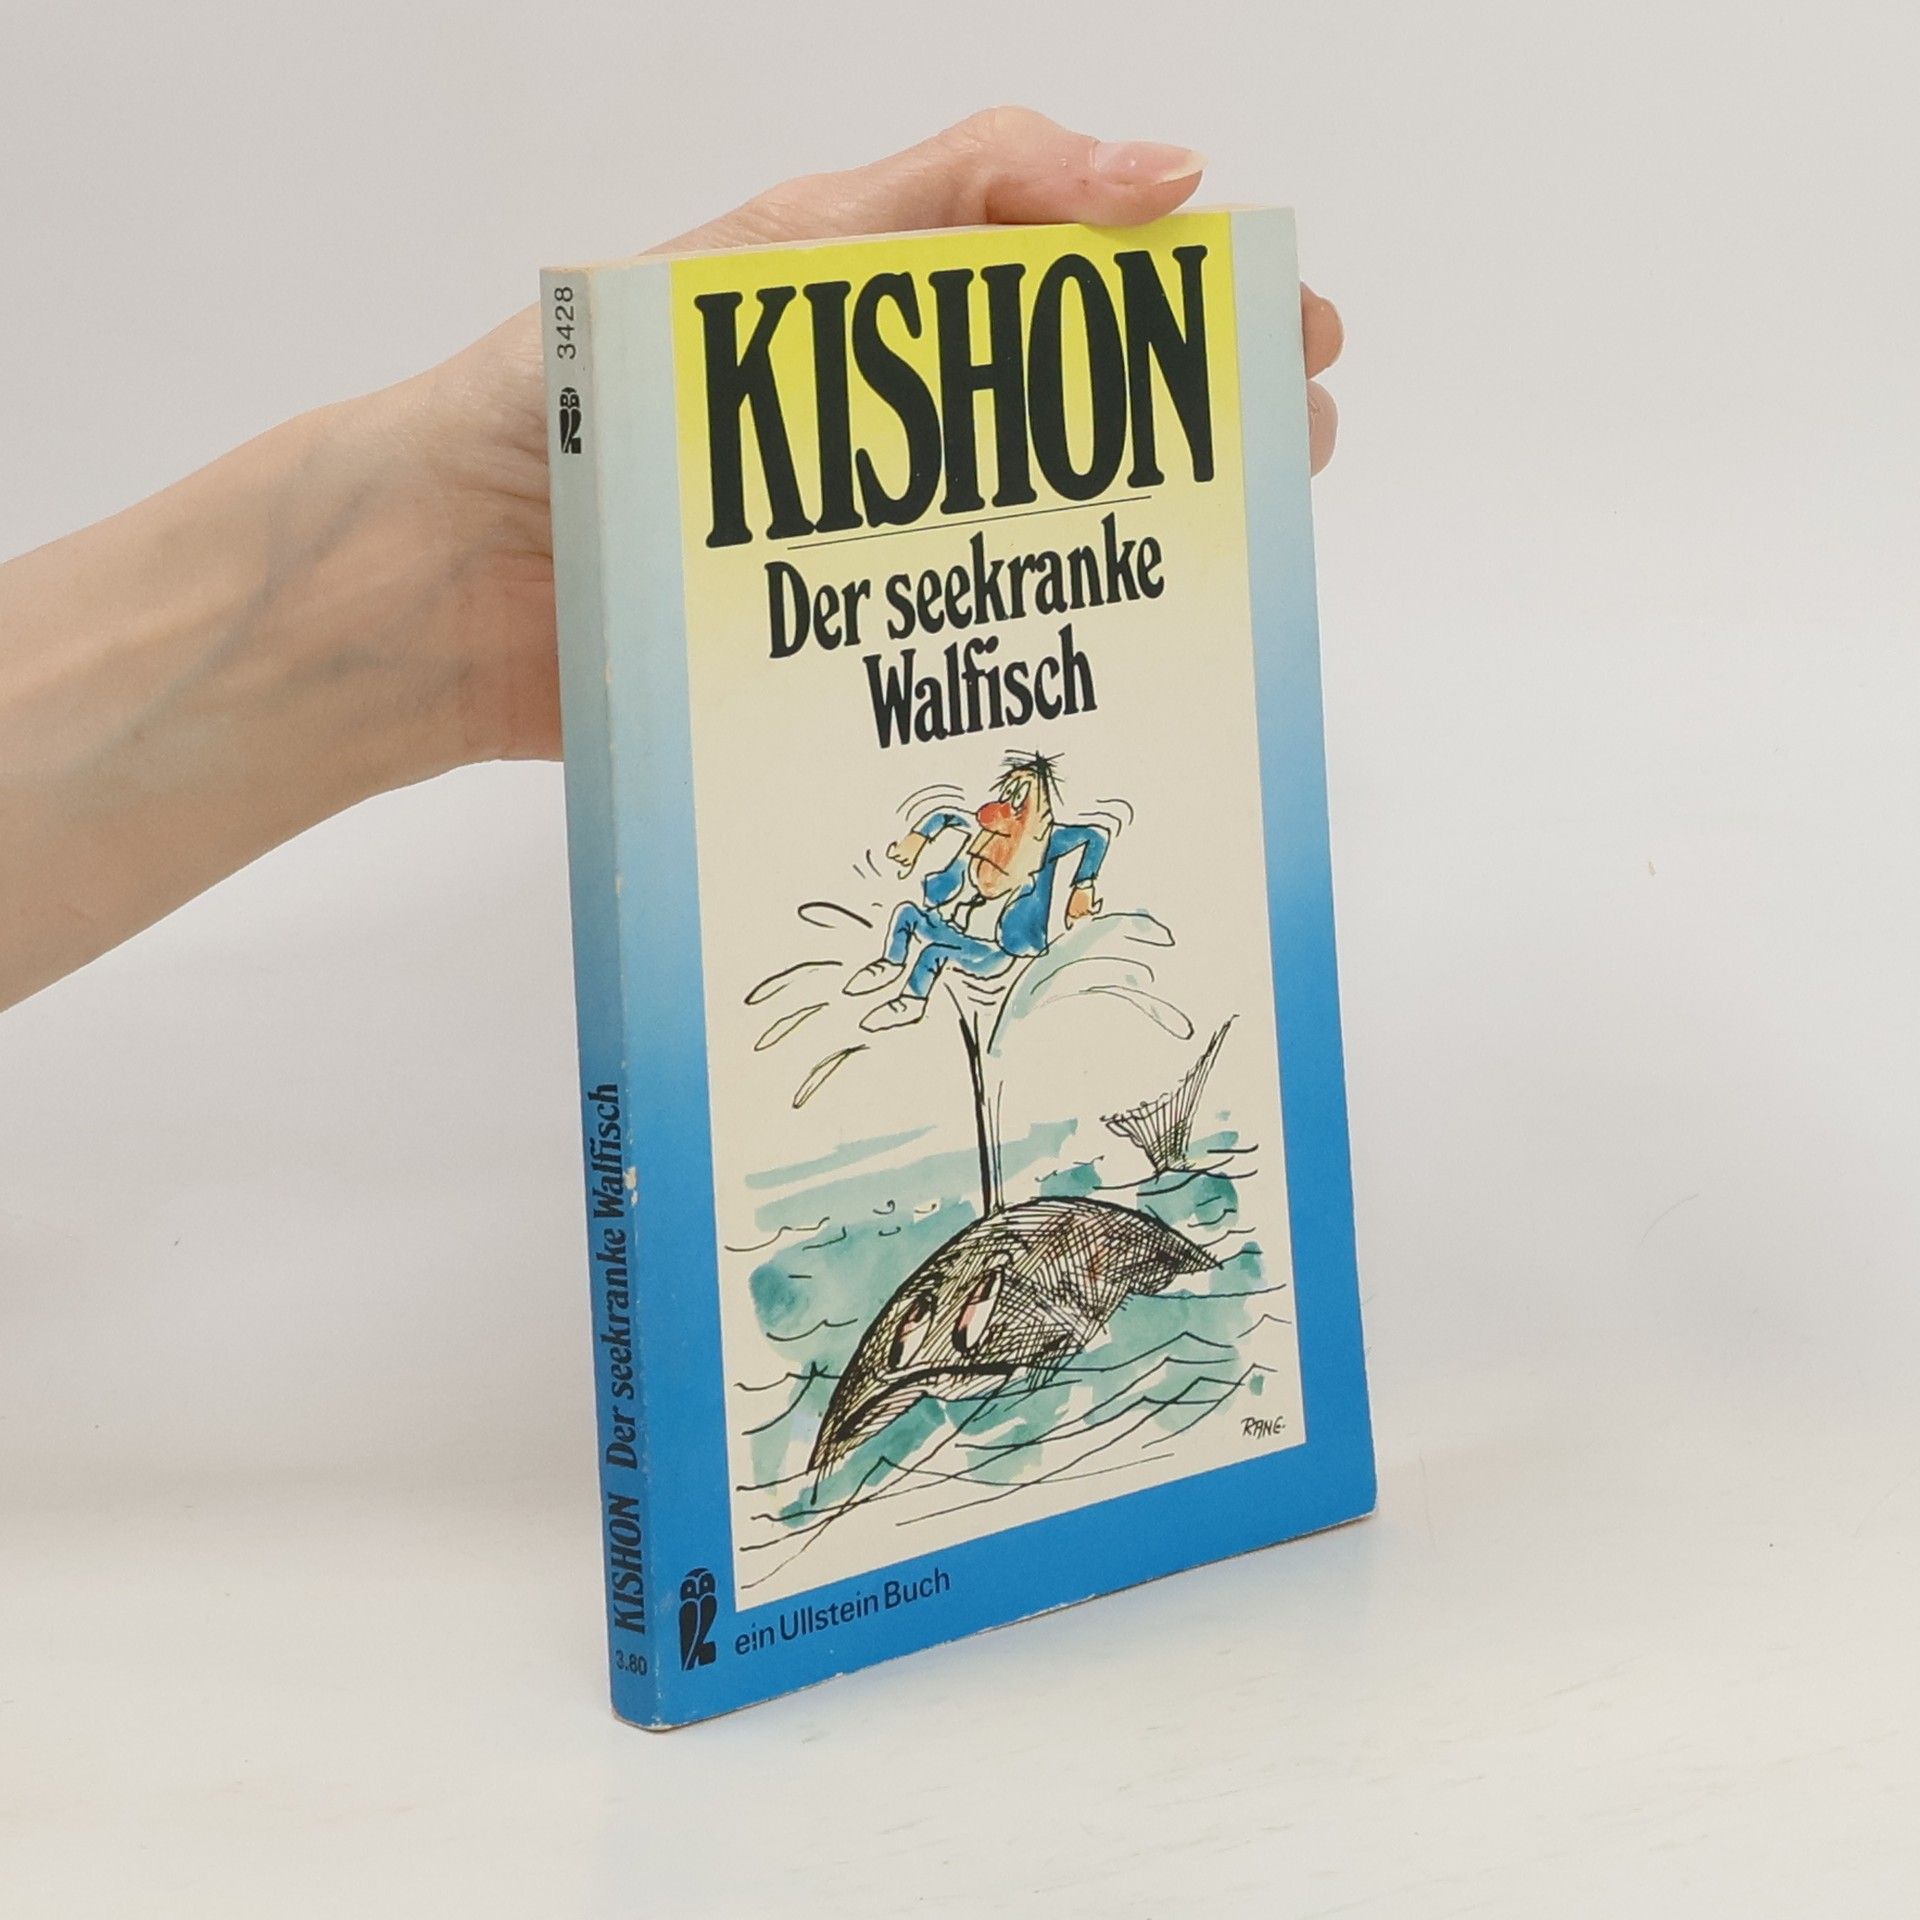 KISHON
Der seekranke
Walfisch
RANE
ein Ullstein Buch
3428
3.80 KISHON Der seekranke Walfisch